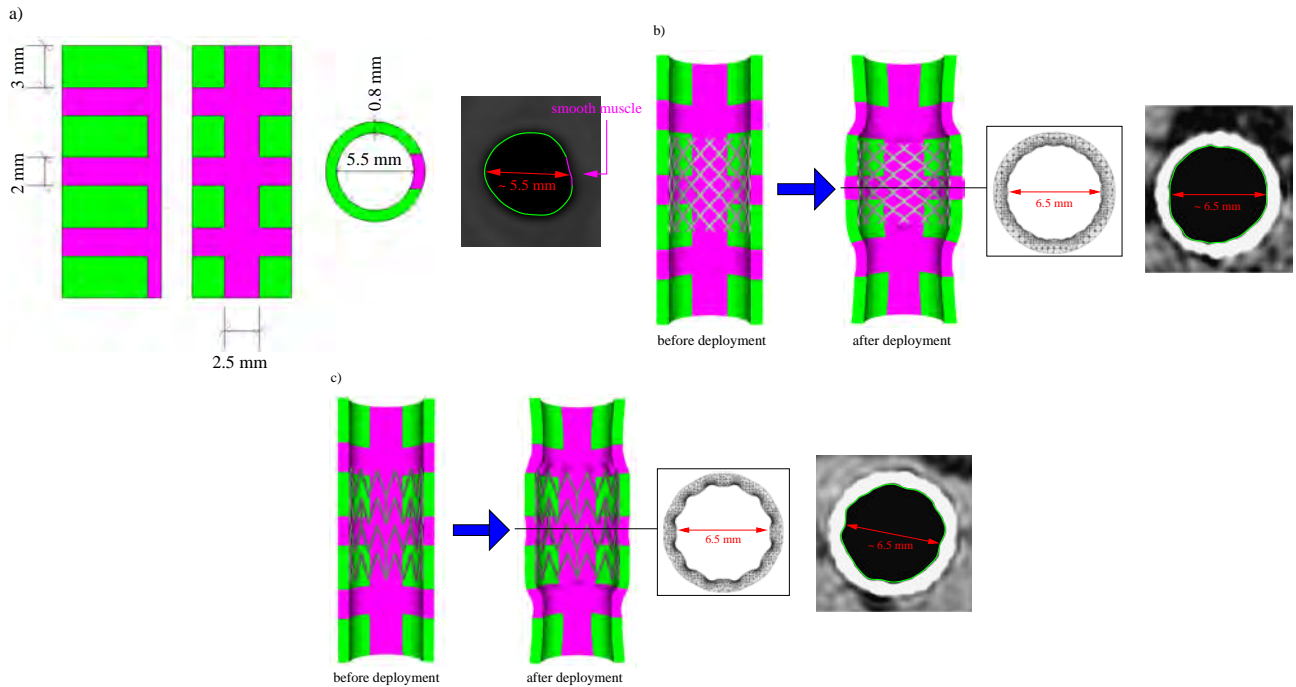 a)
3 mm
2 mm
2.5 mm
0.8 mm
5.5 mm
smooth muscle
~ 5.5 mm
b)
before deployment
after deployment
6.5 mm
~ 6.5 mm
c)
before deployment
after deployment
6.5 mm
~ 6.5 mm